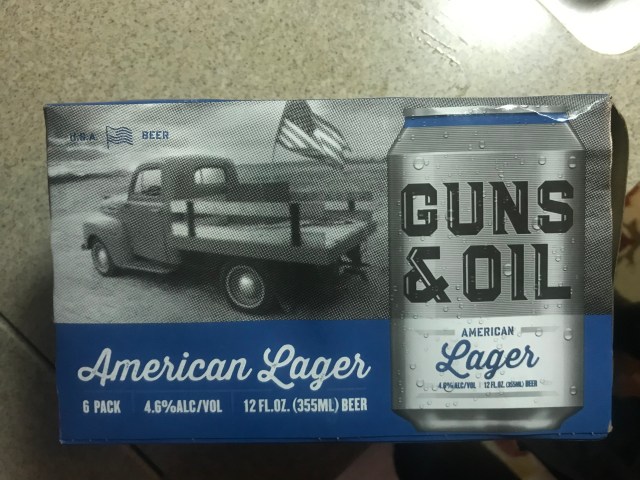 U.S.A. BEER
American Lager
6 PACK 4.6%ALC/VOL 12 FL.OZ. (355ML) BEER
GUNS
& OIL
AMERICAN
Lager
4.6%ALC/VOL 12 FL.OZ. (355ML) BEER